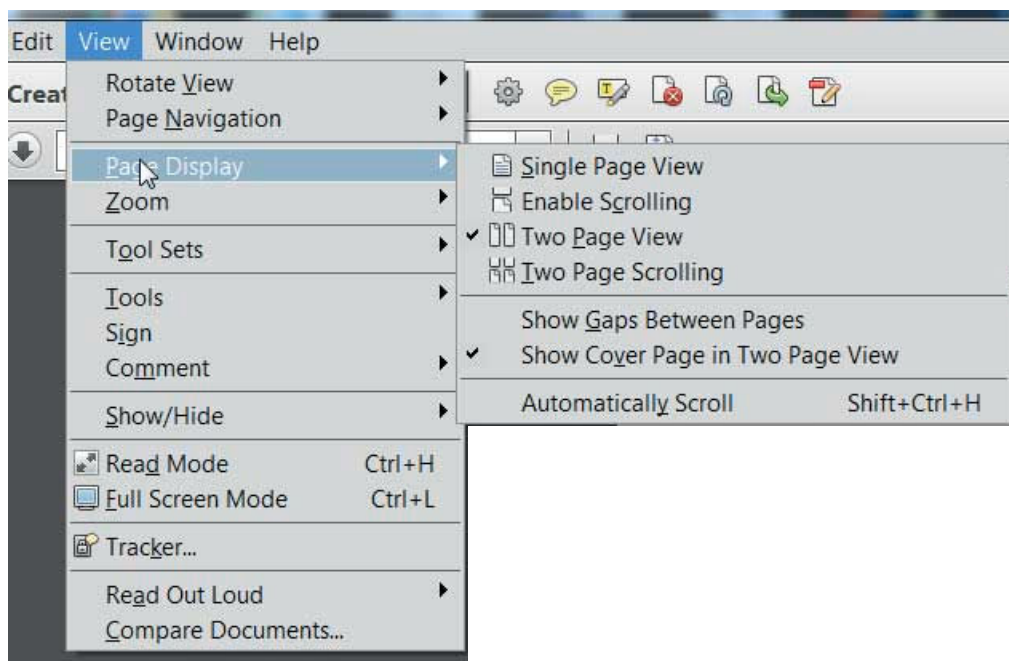 Edit View Window Help
Creat
Rotate View
Page Navigation
Page Display
Zoom
Tool Sets
Tools
Sign
Comment
Show/Hide
Read Mode Ctrl+H
Full Screen Mode Ctrl+L
Tracker...
Read Out Loud
Compare Documents...
Single Page View
Enable Scrolling
Two Page View
Two Page Scrolling
Show Gaps Between Pages
Show Cover Page in Two Page View
Automatically Scroll Shift+Ctrl+H